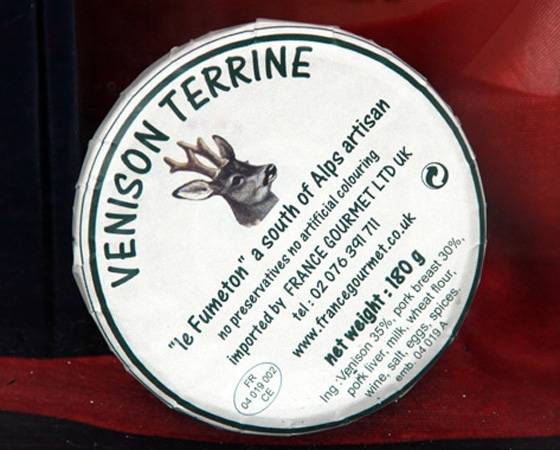 VENISON TERRINE
"le Fumeton" a south of Alps artisan
no preservatives no artificial colouring
imported by FRANCE GOURMET LTD UK
tel : 02 076 391 711
www.francegourmet.co.uk
net weight : 180 g
Ing :Venison 35%, pork breast 30%,
pork liver, milk, wheat flour,
wine, salt, eggs, spices.
emb. 04 019 A
FR
04 019 002
CE